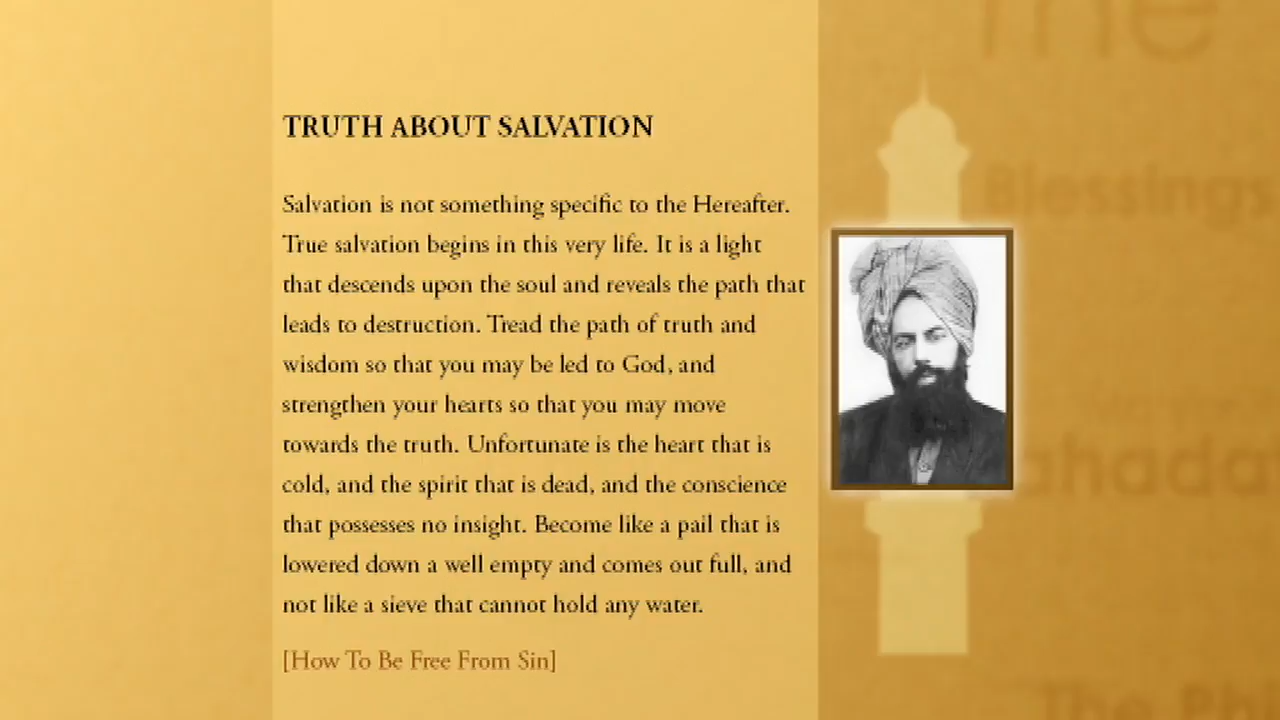 The
TRUTH ABOUT SALVATION
Blessings
Salvation is not something specific to the Hereafter.
True salvation begins in this very life. It is a light
that descends upon the soul and reveals the path that
leads to destruction. Tread the path of truth and
wisdom so that you may be led to God, and
strengthen your hearts so that you may move
towards the truth. Unfortunate is the heart that is
cold, and the spirit that is dead, and the conscience
that possesses no insight. Become like a pail that is
lowered down a well empty and comes out full, and
not like a sieve that cannot hold any water.
[How To Be Free From Sin]
The Phi